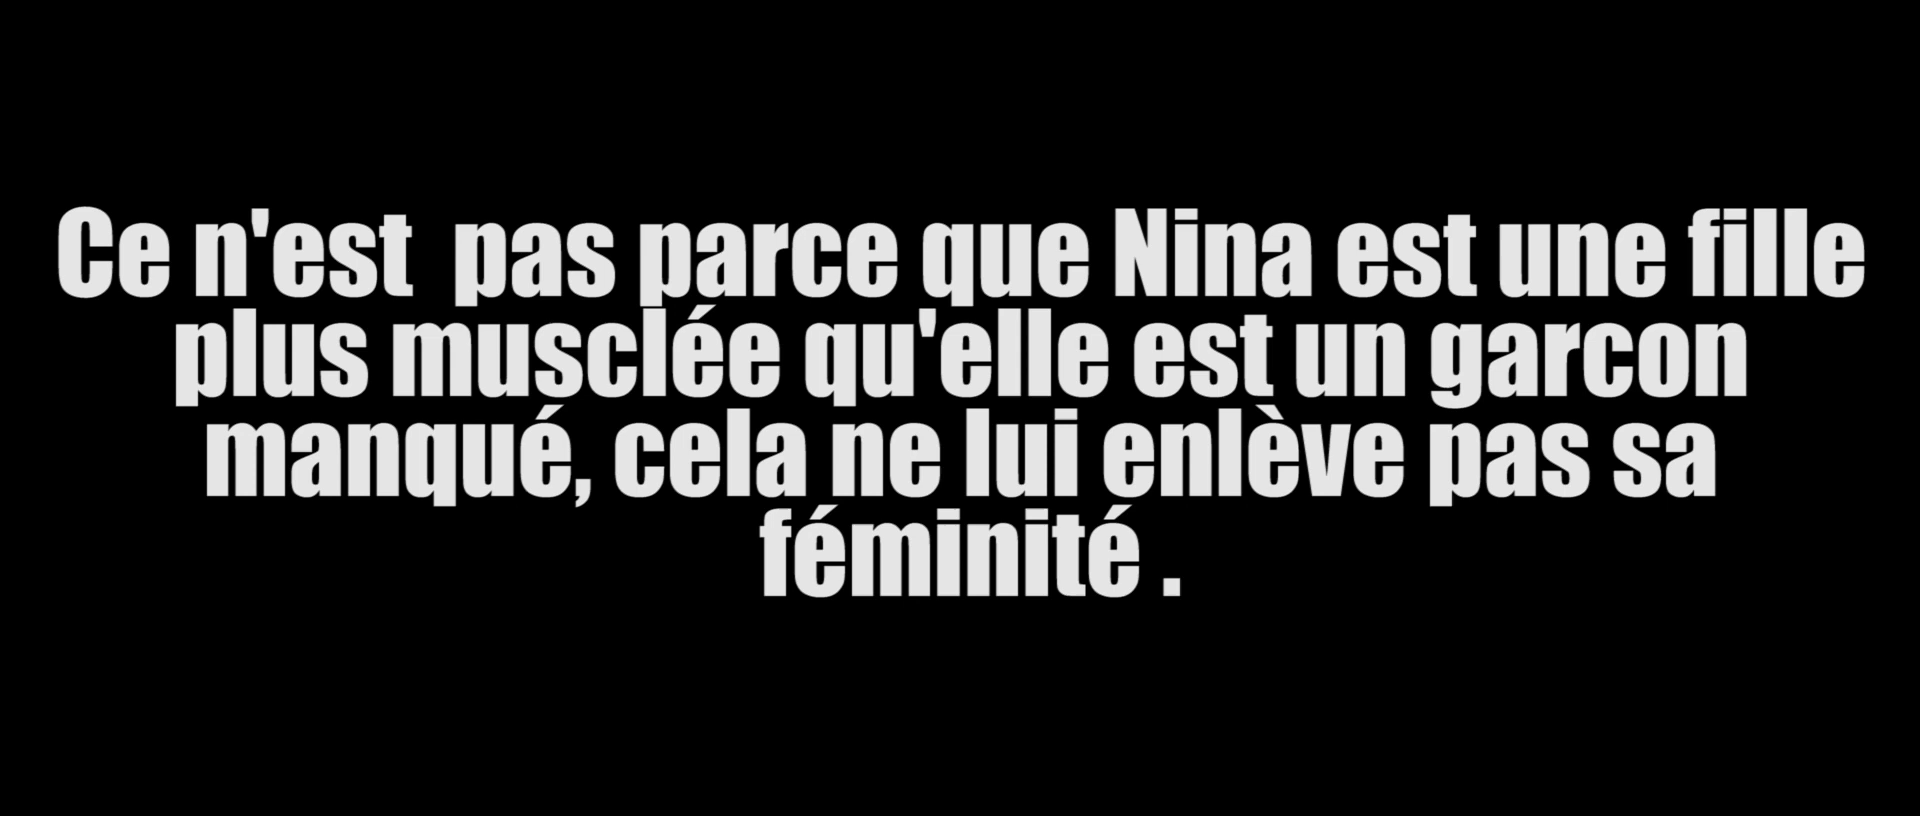 Ce n'est  pas parce que Nina est une fille
plus musclée qu'elle est un garcon
manqué, cela ne lui enlève pas sa
féminité .